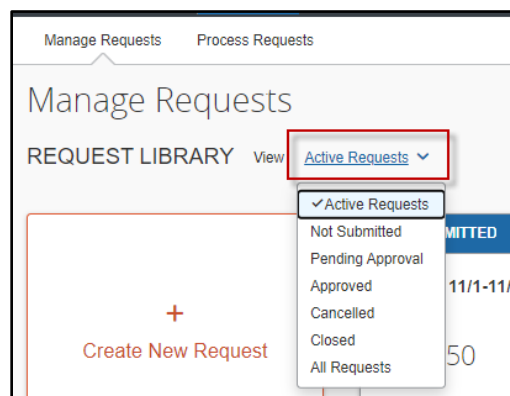 Manage Requests Process Requests
Manage Requests
REQUEST LIBRARY View Active Requests
✓Active Requests
Not Submitted
Pending Approval
Approved
Cancelled
Closed
All Requests
MITTED
11/1-11/
50
+
Create New Request